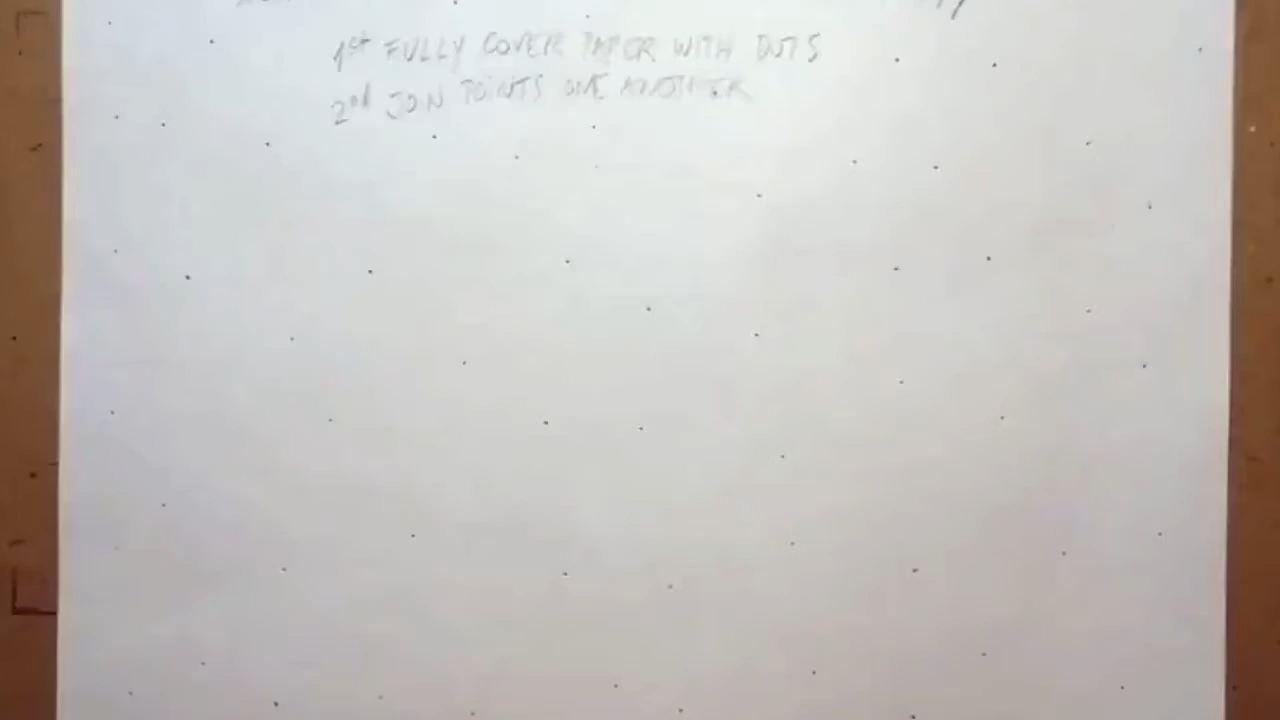 1st FULLY COVER PAPER WITH DOTS
2nd JOIN POINTS ONE ANOTHER